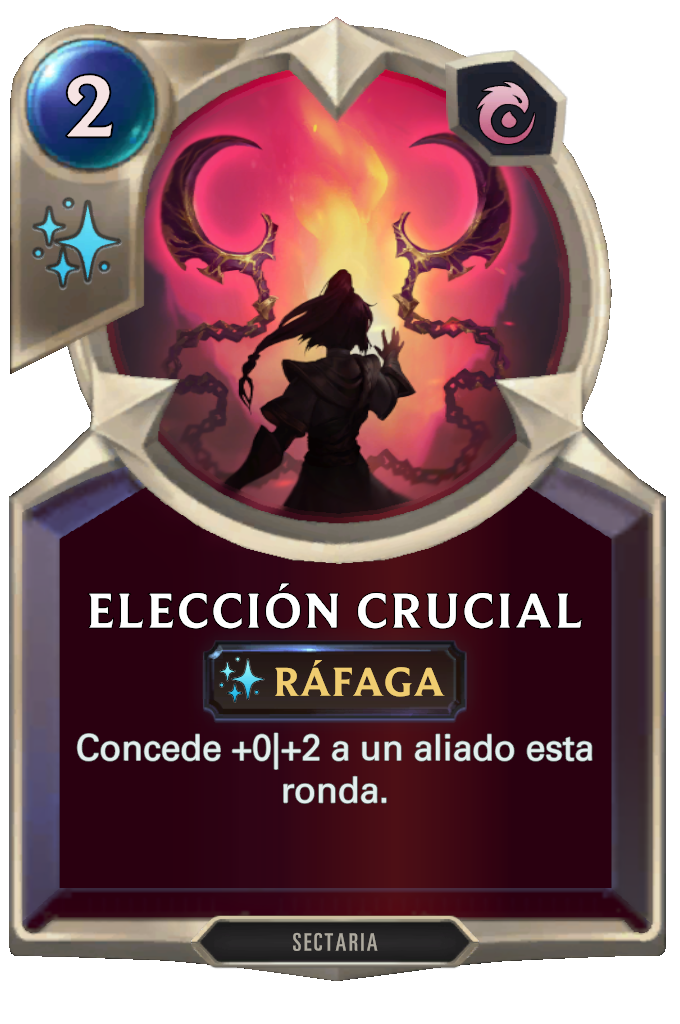 2
ELECCIÓN CRUCIAL
RÁFAGA
Concede +0|+2 a un aliado esta
ronda.
SECTARIA